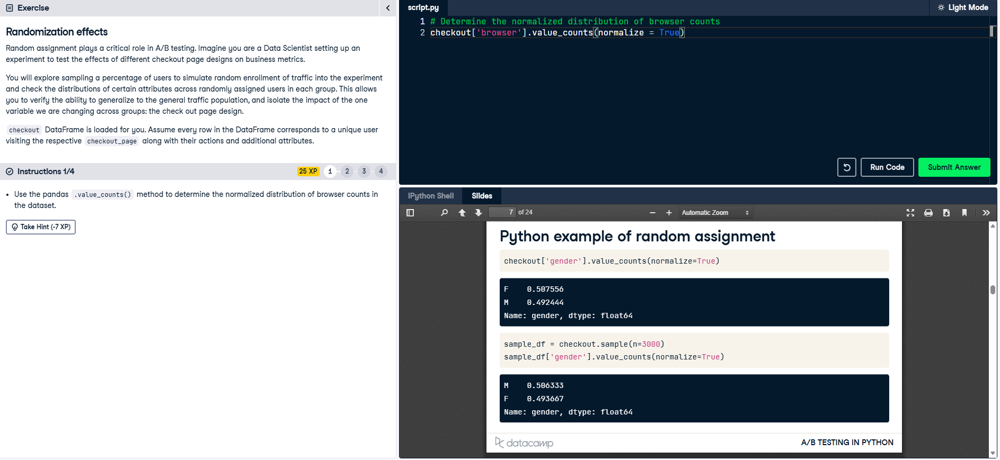 Exercise
Randomization effects
Random assignment plays a critical role in A/B testing. Imagine you are a Data Scientist setting up an
experiment to test the effects of different checkout page designs on business metrics.
You will explore sampling a percentage of users to simulate random enrollment of traffic into the experiment
and check the distributions of certain attributes across randomly assigned users in each group. This allows
you to verify the ability to generalize to the general traffic population, and isolate the impact of the one
variable we are changing across groups: the check out page design.
checkout DataFrame is loaded for you. Assume every row in the DataFrame corresponds to a unique user
visiting the respective checkout_page along with their actions and additional attributes.
Instructions 1/4
25 XP 1 2 3 4
• Use the pandas .value_counts() method to determine the normalized distribution of browser counts in
the dataset.
Take Hint (-7 XP)
script.py
Light Mode
1 # Determine the normalized distribution of browser counts
2 checkout['browser'].value_counts(normalize = True)
Run Code
Submit Answer
IPython Shell
Slides
7 of 24
Automatic Zoom
Python example of random assignment
checkout['gender'].value_counts(normalize=True)
F 0.507556
M 0.492444
Name: gender, dtype: float64
sample_df = checkout.sample(n=3000)
sample_df['gender'].value_counts(normalize=True)
M 0.506333
F 0.493667
Name: gender, dtype: float64
datacamp
A/B TESTING IN PYTHON